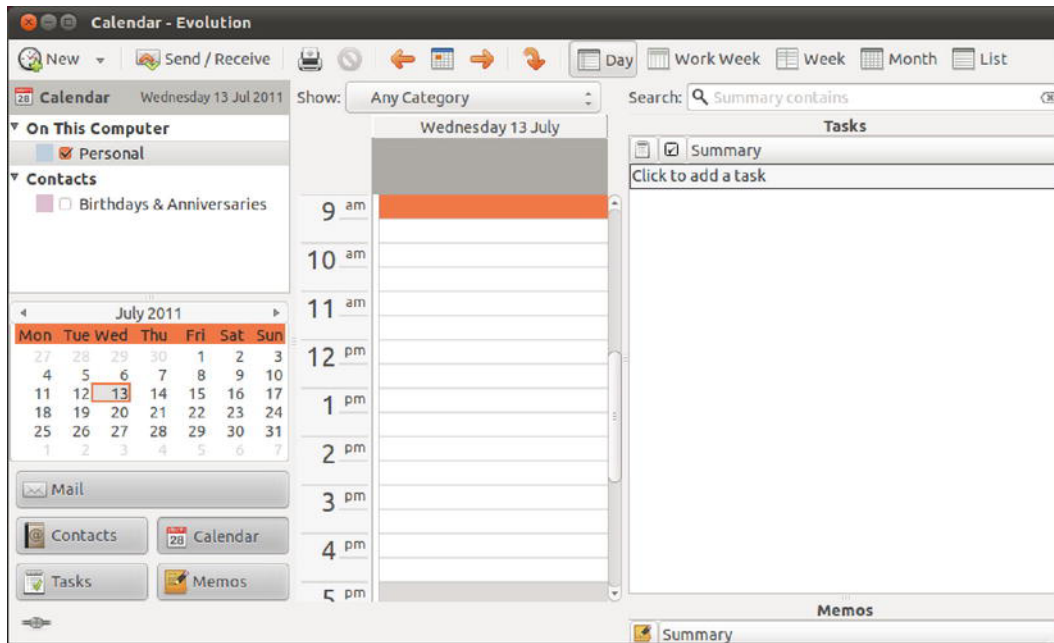 Calendar - Evolution
New Send / Receive Day Work Week Week Month List
28 Calendar Wednesday 13 Jul 2011
Show: Any Category
Search: Summary contains
On This Computer
Personal
Contacts
Birthdays & Anniversaries
July 2011
Mon Tue Wed Thu Fri Sat Sun
27 28 29 30 1 2 3
4 5 6 7 8 9 10
11 12 13 14 15 16 17
18 19 20 21 22 23 24
25 26 27 28 29 30 31
1 2 3 4 5 6 7
Mail
Contacts
28 Calendar
Tasks
Memos
Wednesday 13 July
9 am
10 am
11 am
12 pm
1 pm
2 pm
3 pm
4 pm
5 pm
Tasks
Summary
Click to add a task
Memos
Summary